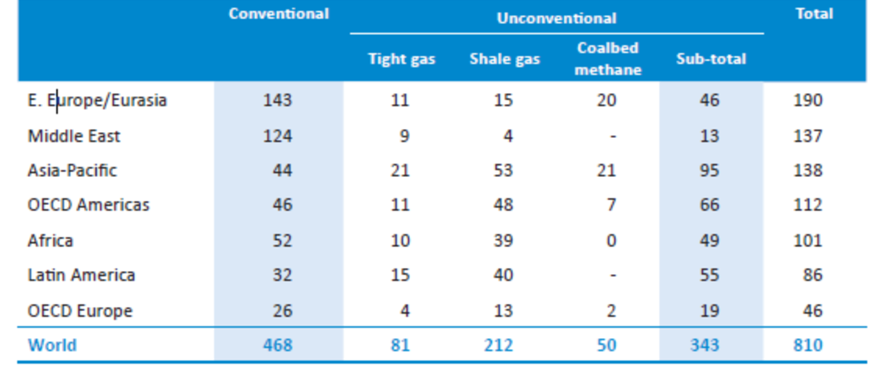 Conventional Unconventional Total
Tight gas Shale gas Coalbed methane Sub-total
E. Europe/Eurasia 143 11 15 20 46 190
Middle East 124 9 4 - 13 137
Asia-Pacific 44 21 53 21 95 138
OECD Americas 46 11 48 7 66 112
Africa 52 10 39 0 49 101
Latin America 32 15 40 - 55 86
OECD Europe 26 4 13 2 19 46
World 468 81 212 50 343 810